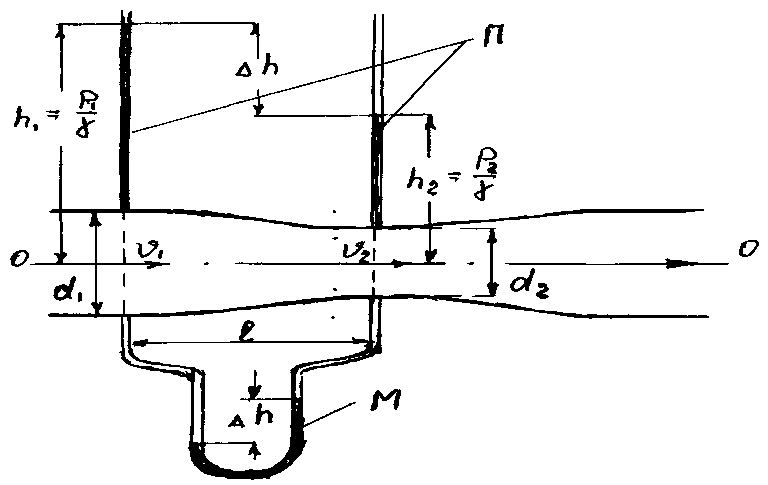 П
Δh
h₁ = P₁/γ
h₂ = P₂/γ
O
v₁
v₂
O
d₁
d₂
l
Δh
M